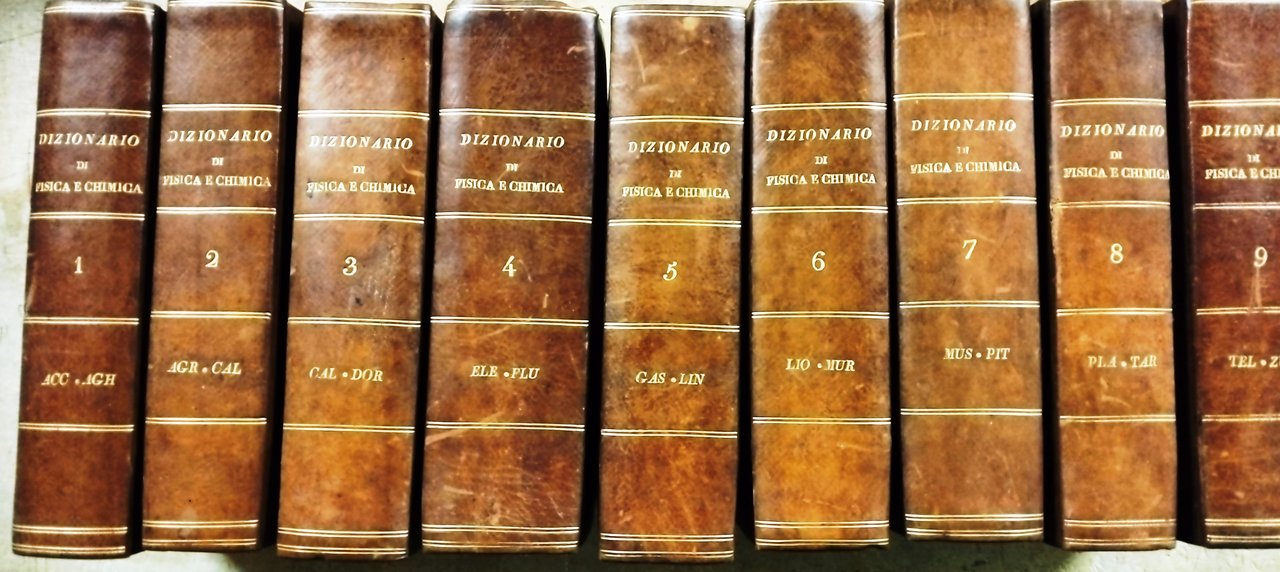 DIZIONARIO
DI
FISICA E CHIMICA
1
ACC • AGH
DIZIONARIO
DI
FISICA E CHIMICA
2
AGR • CAL
DIZIONARIO
DI
FISICA E CHIMICA
3
CAL • DOR
DIZIONARIO
DI
FISICA E CHIMICA
4
ELE • FLU
DIZIONARIO
DI
FISICA E CHIMICA
5
GAS • LIN
DIZIONARIO
DI
FISICA E CHIMICA
6
LIO • MUR
DIZIONARIO
DI
FISICA E CHIMICA
7
MUS • PIT
DIZIONARIO
DI
FISICA E CHIMICA
8
PLA • TAR
DIZIONA
DI
FISICA E CHI
9
TEL • Z